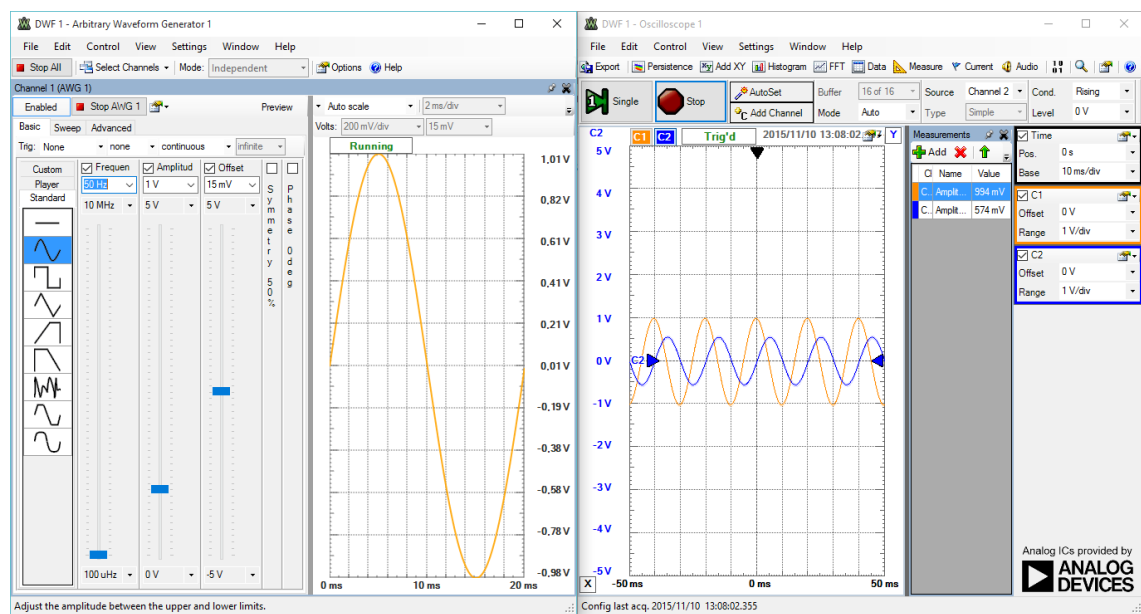 DWF 1 - Arbitrary Waveform Generator 1
File Edit Control View Settings Window Help
Stop All Select Channels Mode: Independent Options Help
Channel 1 (AWG 1)
Enabled Stop AWG 1 Preview
Basic Sweep Advanced
Trig: None none continuous infinite
Custom
Player
Standard
Frequen Amplitud Offset
50 Hz 1 V 15 mV
10 MHz 5 V 5 V
Symmetry 50%
Phase 0deg
100 uHz 0 V -5 V
Auto scale 2 ms/div
Volts: 200 mV/div 15 mV
Running
1,01 V
0,82 V
0,61 V
0,41 V
0,21 V
0,01 V
-0,19 V
-0,38 V
-0,58 V
-0,78 V
-0,98 V
0 ms 10 ms 20 ms
Adjust the amplitude between the upper and lower limits.
DWF 1 - Oscilloscope 1
File Edit Control View Settings Window Help
Export Persistence Add XY Histogram FFT Data Measure Current Audio
Single Stop AutoSet Buffer 16 of 16 Source Channel 2 Cond. Rising
Add Channel Mode Auto Type Simple Level 0 V
C2 C1 C2 Trig'd 2015/11/10 13:08:02 Y
5 V
4 V
3 V
2 V
1 V
0 V C2
-1 V
-2 V
-3 V
-4 V
-5 V
X -50 ms 0 ms 50 ms
Measurements
Add
Cl Name Value
C.. Amplit... 994 mV
C.. Amplit... 574 mV
Time
Pos. 0 s
Base 10 ms/div
C1
Offset 0 V
Range 1 V/div
C2
Offset 0 V
Range 1 V/div
Analog ICs provided by
ANALOG
DEVICES
Config last acq. 2015/11/10 13:08:02.355